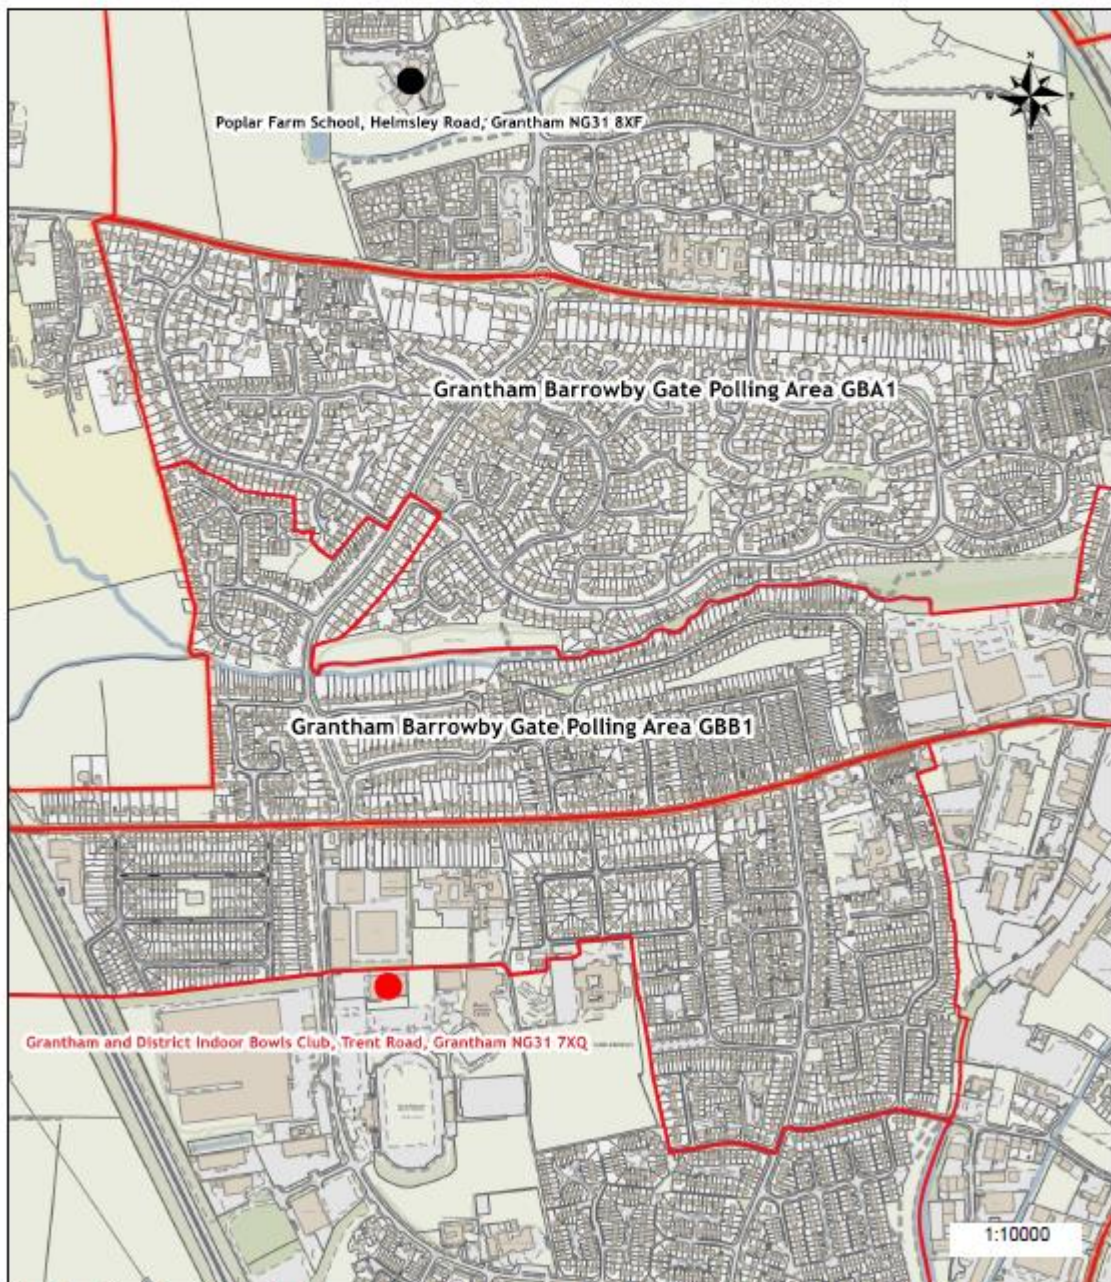 N
Poplar Farm School, Helmsley Road, Grantham NG31 8XF
Grantham Barrowby Gate Polling Area GBA1
Grantham Barrowby Gate Polling Area GBB1
Grantham and District Indoor Bowls Club, Trent Road, Grantham NG31 7XQ
1:10000